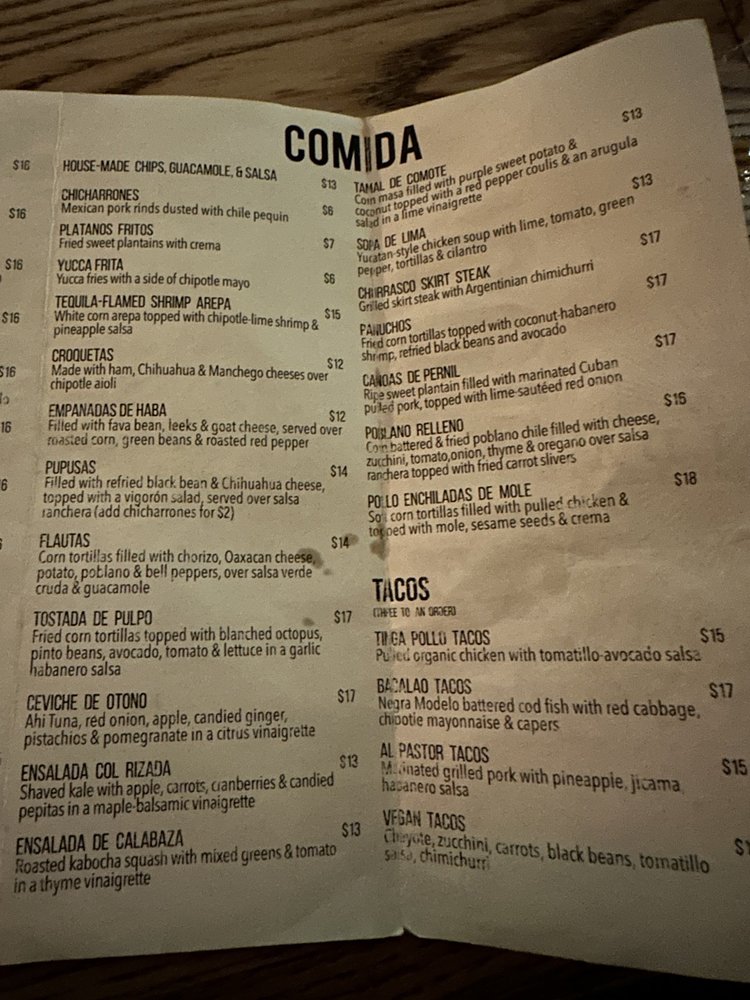 $16
$16
$16
$16
$16
16
COMIDA
HOUSE-MADE CHIPS, GUACAMOLE, & SALSA $13
CHICHARRONES
Mexican pork rinds dusted with chile pequin $6
PLATANOS FRITOS
Fried sweet plantains with crema $7
YUCCA FRITA
Yucca fries with a side of chipotle mayo $6
TEQUILA-FLAMED SHRIMP AREPA
White corn arepa topped with chipotle-lime shrimp & $15
pineapple salsa
CROQUETAS
Made with ham, Chihuahua & Manchego cheeses over $12
chipotle aioli
EMPANADAS DE HABA
Filled with fava bean, leeks & goat cheese, served over $12
roasted corn, green beans & roasted red pepper
PUPUSAS $14
Filled with refried black bean & Chihuahua cheese,
topped with a vigorón salad, served over salsa
ranchera (add chicharrones for $2)
FLAUTAS $14
Corn tortillas filled with chorizo, Oaxacan cheese,
potato, poblano & bell peppers, over salsa verde
cruda & guacamole
TOSTADA DE PULPO $17
Fried corn tortillas topped with blanched octopus,
pinto beans, avocado, tomato & lettuce in a garlic
habanero salsa
CEVICHE DE OTONO $17
Ahi Tuna, red onion, apple, candied ginger,
pistachios & pomegranate in a citrus vinaigrette
ENSALADA COL RIZADA $13
Shaved kale with apple, carrots, cranberries & candied
pepitas in a maple-balsamic vinaigrette
ENSALADA DE CALABAZA $13
Roasted kabocha squash with mixed greens & tomato
in a thyme vinaigrette
TAMAL DE COMOTE $13
Corn masa filled with purple sweet potato &
coconut topped with a red pepper coulis & an arugula
salad in a lime vinaigrette
SOPA DE LIMA $13
Yucatan-style chicken soup with lime, tomato, green
pepper, tortillas & cilantro
CHURRASCO SKIRT STEAK $17
Grilled skirt steak with Argentinian chimichurri
PANUCHOS $17
Fried corn tortillas topped with coconut-habanero
shrimp, refried black beans and avocado
CANOAS DE PERNIL $17
Ripe sweet plantain filled with marinated Cuban
pulled pork, topped with lime-sautéed red onion
POBLANO RELLENO $16
Corn battered & fried poblano chile filled with cheese,
zucchini, tomato,onion, thyme & oregano over salsa
ranchera topped with fried carrot slivers
POLLO ENCHILADAS DE MOLE $18
Soft corn tortillas filled with pulled chicken &
topped with mole, sesame seeds & crema
TACOS
(THREE TO AN ORDER)
TINGA POLLO TACOS $15
Pulled organic chicken with tomatillo-avocado salsa
BACALAO TACOS $17
Negra Modelo battered cod fish with red cabbage,
chipotle mayonnaise & capers
AL PASTOR TACOS $15
Marinated grilled pork with pineapple, jicama,
habanero salsa
VEGAN TACOS
Chayote, zucchini, carrots, black beans, tomatillo
salsa, chimichurri